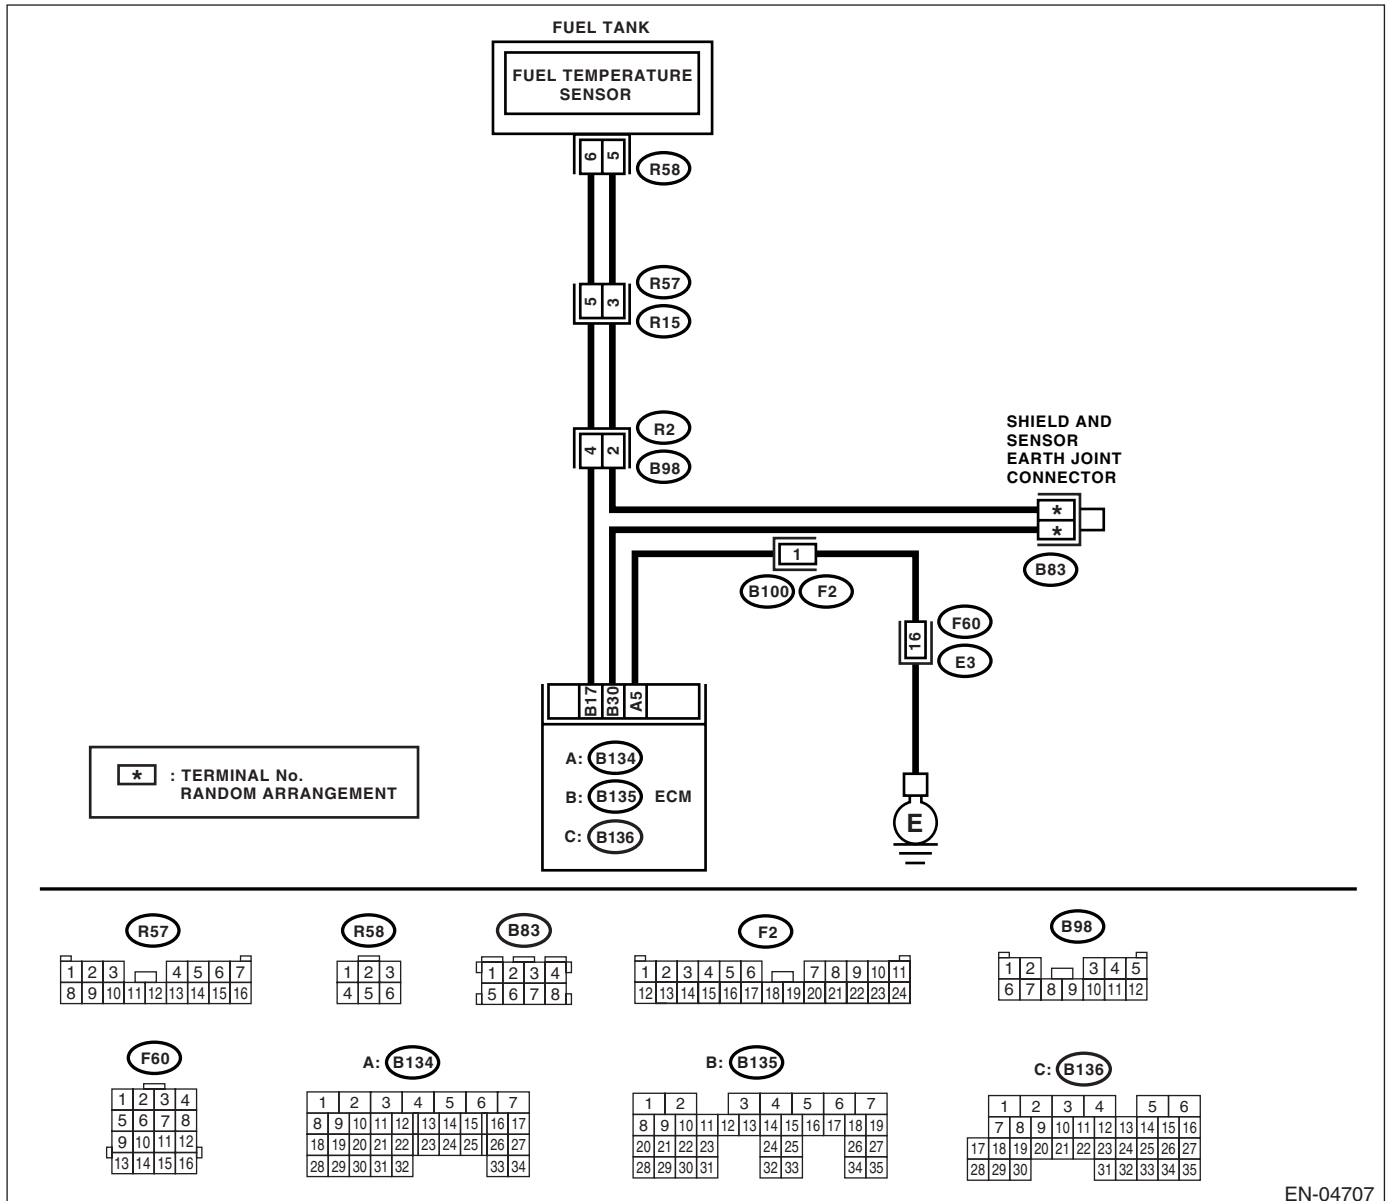 FUEL TANK
FUEL TEMPERATURE
SENSOR
6 5
R58
R57
5 3
R15
R2
4 2
B98
SHIELD AND
SENSOR
EARTH JOINT
CONNECTOR
*
*
B83
1
B100 F2
F60
16
E3
B17 B30 A5
A: B134
B: B135 ECM
C: B136
E
* : TERMINAL No.
RANDOM ARRANGEMENT
R57
1 2 3 4 5 6 7
8 9 10 11 12 13 14 15 16
R58
1 2 3
4 5 6
B83
1 2 3 4
5 6 7 8
F2
1 2 3 4 5 6 7 8 9 10 11
12 13 14 15 16 17 18 19 20 21 22 23 24
B98
1 2 3 4 5
6 7 8 9 10 11 12
F60
1 2 3 4
5 6 7 8
9 10 11 12
13 14 15 16
A: B134
1 2 3 4 5 6 7
8 9 10 11 12 13 14 15 16 17
18 19 20 21 22 23 24 25 26 27
28 29 30 31 32 33 34
B: B135
1 2 3 4 5 6 7
8 9 10 11 12 13 14 15 16 17 18 19
20 21 22 23 24 25 26 27
28 29 30 31 32 33 34 35
C: B136
1 2 3 4 5 6
7 8 9 10 11 12 13 14 15 16
17 18 19 20 21 22 23 24 25 26 27
28 29 30 31 32 33 34 35
EN-04707